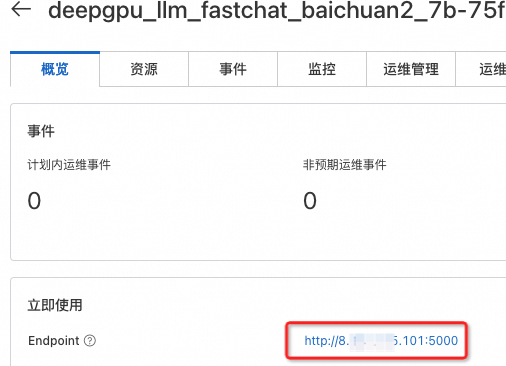 ← deepgpu_llm_fastchat_baichuan2_7b-75f
概览 资源 事件 监控 运维管理 运维
事件
计划内运维事件 非预期运维事件
0 0
立即使用
Endpoint http://8. .101:5000